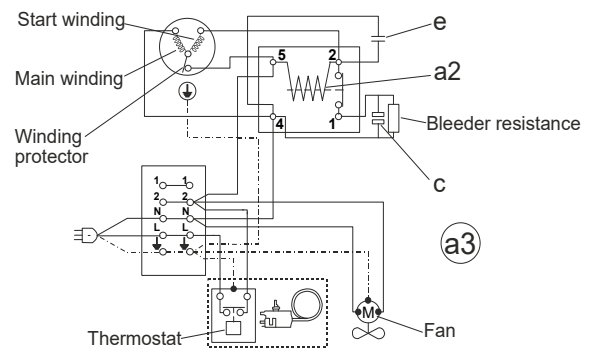 Start winding
Main winding
Winding
protector
5
2
4
1
e
a2
Bleeder resistance
c
a3
1 1
2 2
N N
L L
Thermostat
M
Fan